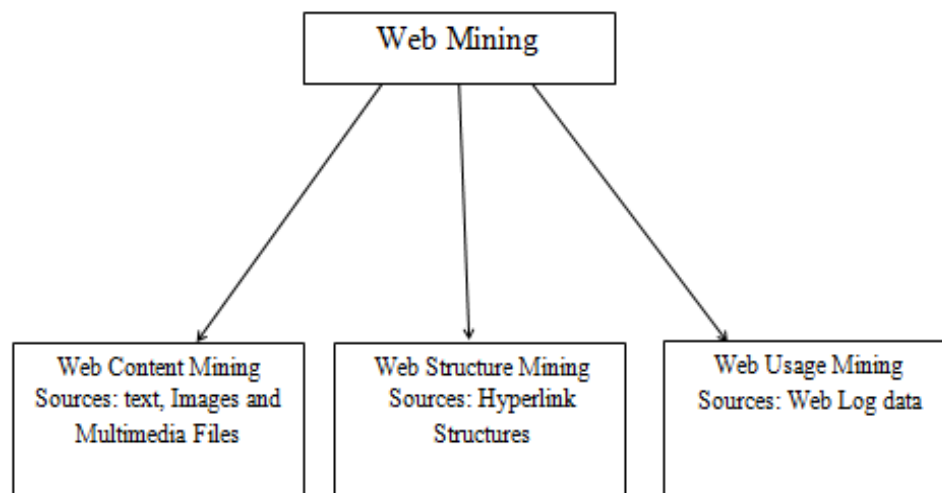 Web Mining
Web Content Mining
Sources: text, Images and
Multimedia Files
Web Structure Mining
Sources: Hyperlink
Structures
Web Usage Mining
Sources: Web Log data